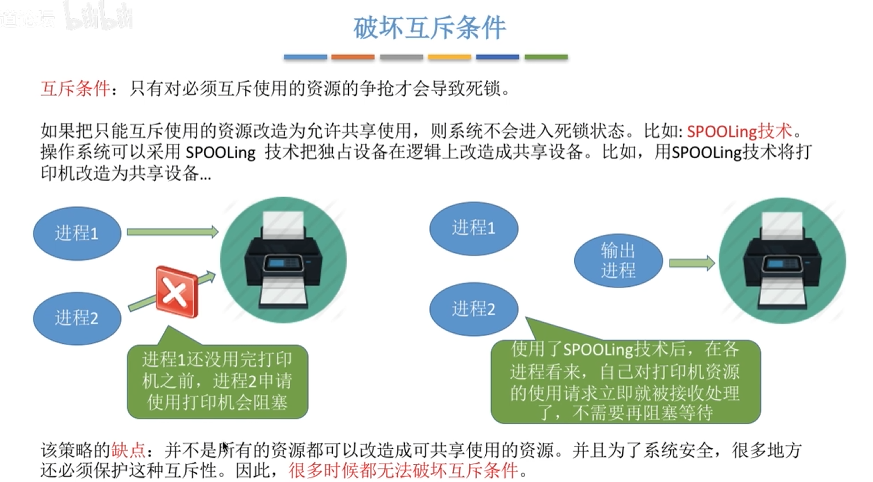 破坏互斥条件
互斥条件：只有对必须互斥使用的资源的争抢才会导致死锁。
如果把只能互斥使用的资源改造为允许共享使用，则系统不会进入死锁状态。比如: SPOOLing技术。
操作系统可以采用 SPOOLing 技术把独占设备在逻辑上改造成共享设备。比如，用SPOOLing技术将打
印机改造为共享设备...
进程1
进程2
进程1还没用完打印
机之前，进程2申请
使用打印机会阻塞
进程1
进程2
输出
进程
使用了SPOOLing技术后，在各
进程看来，自己对打印机资源
的使用请求立即就被接收处理
了，不需要再阻塞等待
该策略的缺点：并不是所有的资源都可以改造成可共享使用的资源。并且为了系统安全，很多地方
还必须保护这种互斥性。因此，很多时候都无法破坏互斥条件。